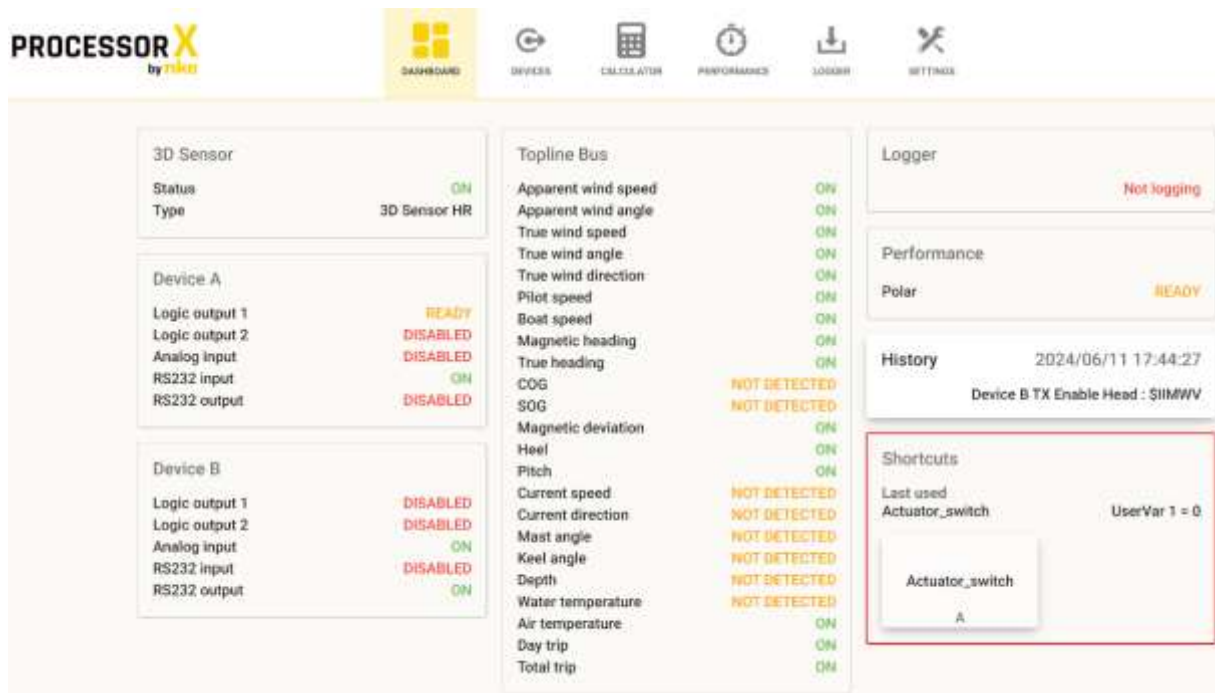 PROCESSOR X
by nke
DASHBOARD
DEVICES
CALCULATOR
PERFORMANCE
LOGGER
SETTINGS
3D Sensor
Status ON
Type 3D Sensor HR
Device A
Logic output 1 READY
Logic output 2 DISABLED
Analog input DISABLED
RS232 input ON
RS232 output DISABLED
Device B
Logic output 1 DISABLED
Logic output 2 DISABLED
Analog input ON
RS232 input DISABLED
RS232 output ON
Topline Bus
Apparent wind speed ON
Apparent wind angle ON
True wind speed ON
True wind angle ON
True wind direction ON
Pilot speed ON
Boat speed ON
Magnetic heading ON
True heading ON
COG NOT DETECTED
SOG NOT DETECTED
Magnetic deviation ON
Heel ON
Pitch ON
Current speed NOT DETECTED
Current direction NOT DETECTED
Mast angle NOT DETECTED
Keel angle NOT DETECTED
Depth NOT DETECTED
Water temperature NOT DETECTED
Air temperature ON
Day trip ON
Total trip ON
Logger
Not logging
Performance
Polar READY
History 2024/06/11 17:44:27
Device B TX Enable Head : $IIMWV
Shortcuts
Last used
Actuator_switch UserVar 1 = 0
Actuator_switch
A